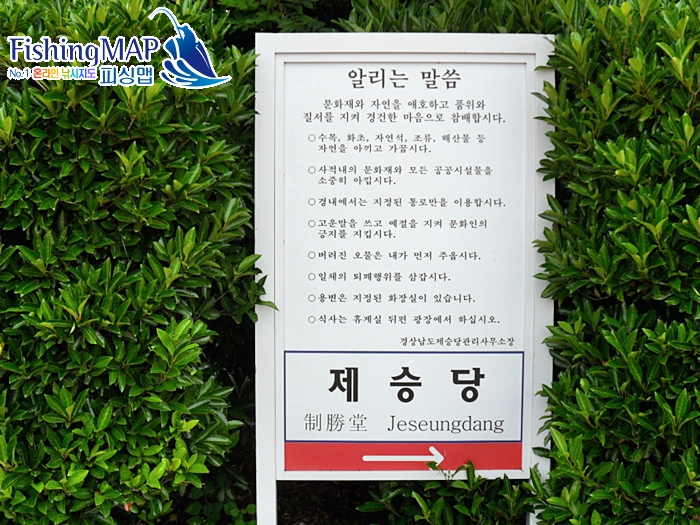 FishingMAP
No.1 온라인 낚시지도 피싱맵
알리는 말씀
문화재와 자연을 애호하고 품위와
질서를 지켜 경건한 마음으로 참배합시다.
○수목, 화초, 자연석, 조류, 해산물 등
자연을 아끼고 가꿉시다.
○사적내의 문화재와 모든 공공시설물을
소중히 아낍시다.
○경내에서는 지정된 통로만을 이용합시다.
○고운말을 쓰고 예절을 지켜 문화인의
긍지를 지킵시다.
○버려진 오물은 내가 먼저 주웁시다.
○일체의 퇴폐행위를 삼갑시다.
○용변은 지정된 화장실이 있습니다.
○식사는 휴게실 뒤편 광장에서 하십시오.
경상남도제승당관리사무소장
제승당
制勝堂 Jeseungdang